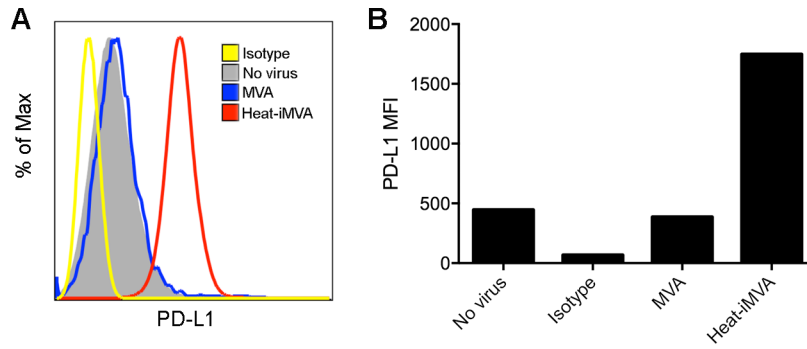 A
% of Max
Isotype
No virus
MVA
Heat-iMVA
PD-L1
B
PD-L1 MFI
2000
1500
1000
500
0
No virus
Isotype
MVA
Heat-iMVA